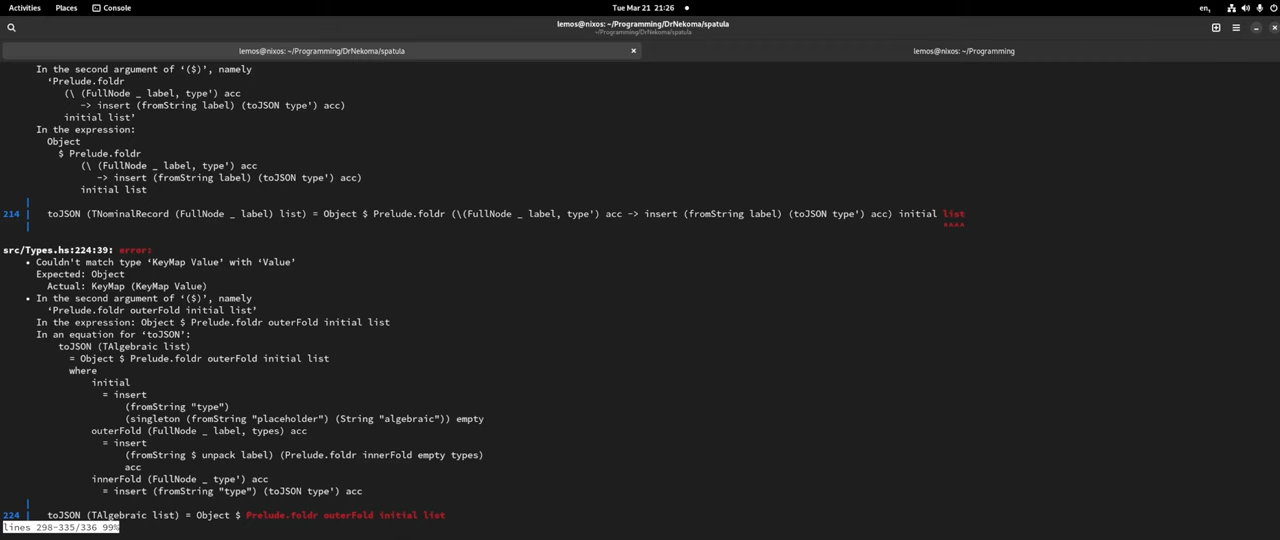 Activities Places Console Tue Mar 21 21:26 en,
lemos@nixos: ~/Programming/DrNekoma/spatula
~/Programming/DrNekoma/spatula
lemos@nixos: ~/Programming/DrNekoma/spatula × lemos@nixos: ~/Programming
In the second argument of ‘($)’, namely
‘Prelude.foldr
(\ (FullNode _ label, type') acc
-> insert (fromString label) (toJSON type') acc)
initial list’
In the expression:
Object
$ Prelude.foldr
(\ (FullNode _ label, type') acc
-> insert (fromString label) (toJSON type') acc)
initial list
|
214 | toJSON (TNominalRecord (FullNode _ label) list) = Object $ Prelude.foldr (\(FullNode _ label, type') acc -> insert (fromString label) (toJSON type') acc) initial list
| ^^^^
src/Types.hs:224:39: error:
• Couldn't match type ‘KeyMap Value’ with ‘Value’
Expected: Object
Actual: KeyMap (KeyMap Value)
• In the second argument of ‘($)’, namely
‘Prelude.foldr outerFold initial list’
In the expression: Object $ Prelude.foldr outerFold initial list
In an equation for ‘toJSON’:
toJSON (TAlgebraic list)
= Object $ Prelude.foldr outerFold initial list
where
initial
= insert
(fromString "type")
(singleton (fromString "placeholder") (String "algebraic")) empty
outerFold (FullNode _ label, types) acc
= insert
(fromString $ unpack label) (Prelude.foldr innerFold empty types)
acc
innerFold (FullNode _ type') acc
= insert (fromString "type") (toJSON type') acc
|
224 | toJSON (TAlgebraic list) = Object $ Prelude.foldr outerFold initial list
lines 298-335/336 99%